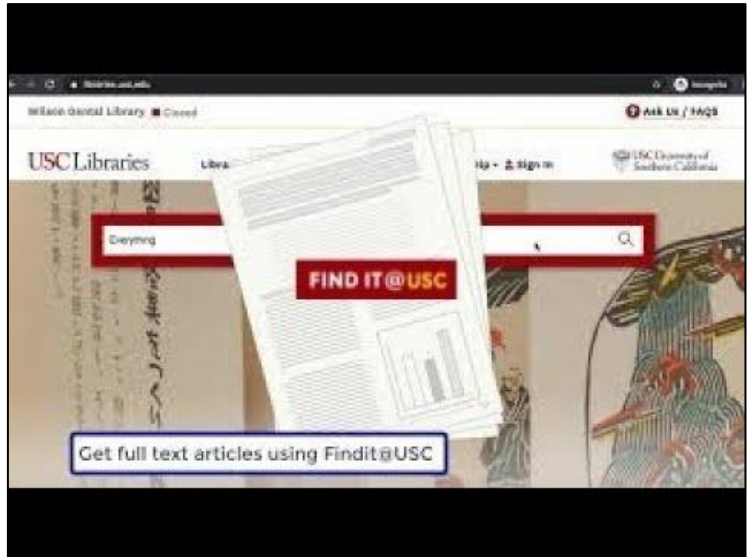 libraries.usc.edu
Incognito
Wilson Dental Library Closed
Ask Us / FAQS
USC Libraries
Sign In
USC University of
Southern California
Everything
FIND IT@USC
Get full text articles using Findit@USC